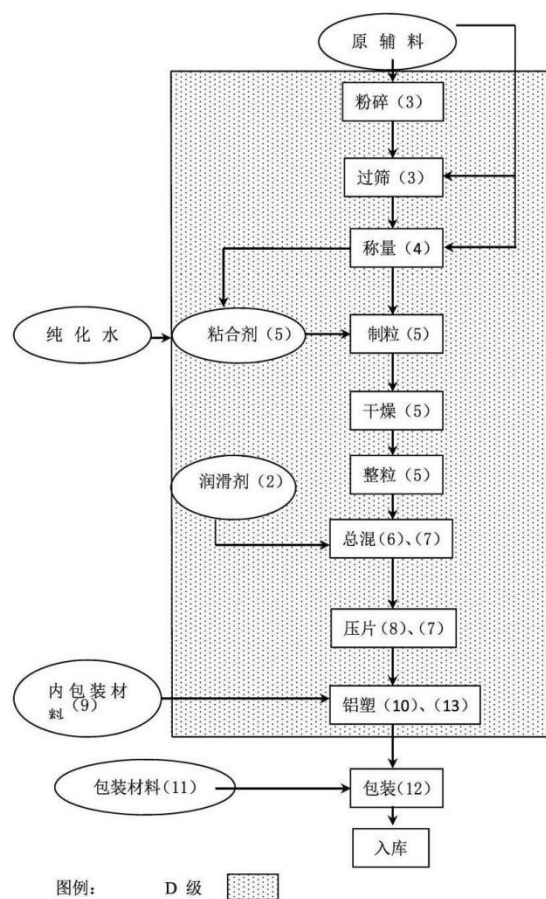 原 辅 料
粉碎（3）
过筛（3）
称量（4）
纯 化 水
粘合剂（5）
制粒（5）
干燥（5）
整粒（5）
润滑剂（2）
总混(6)、(7)
压片（8）、(7)
内 包 装 材
料(9)
铝塑（10）、（13）
包装材料(11)
包装(12)
入库
图例： D 级